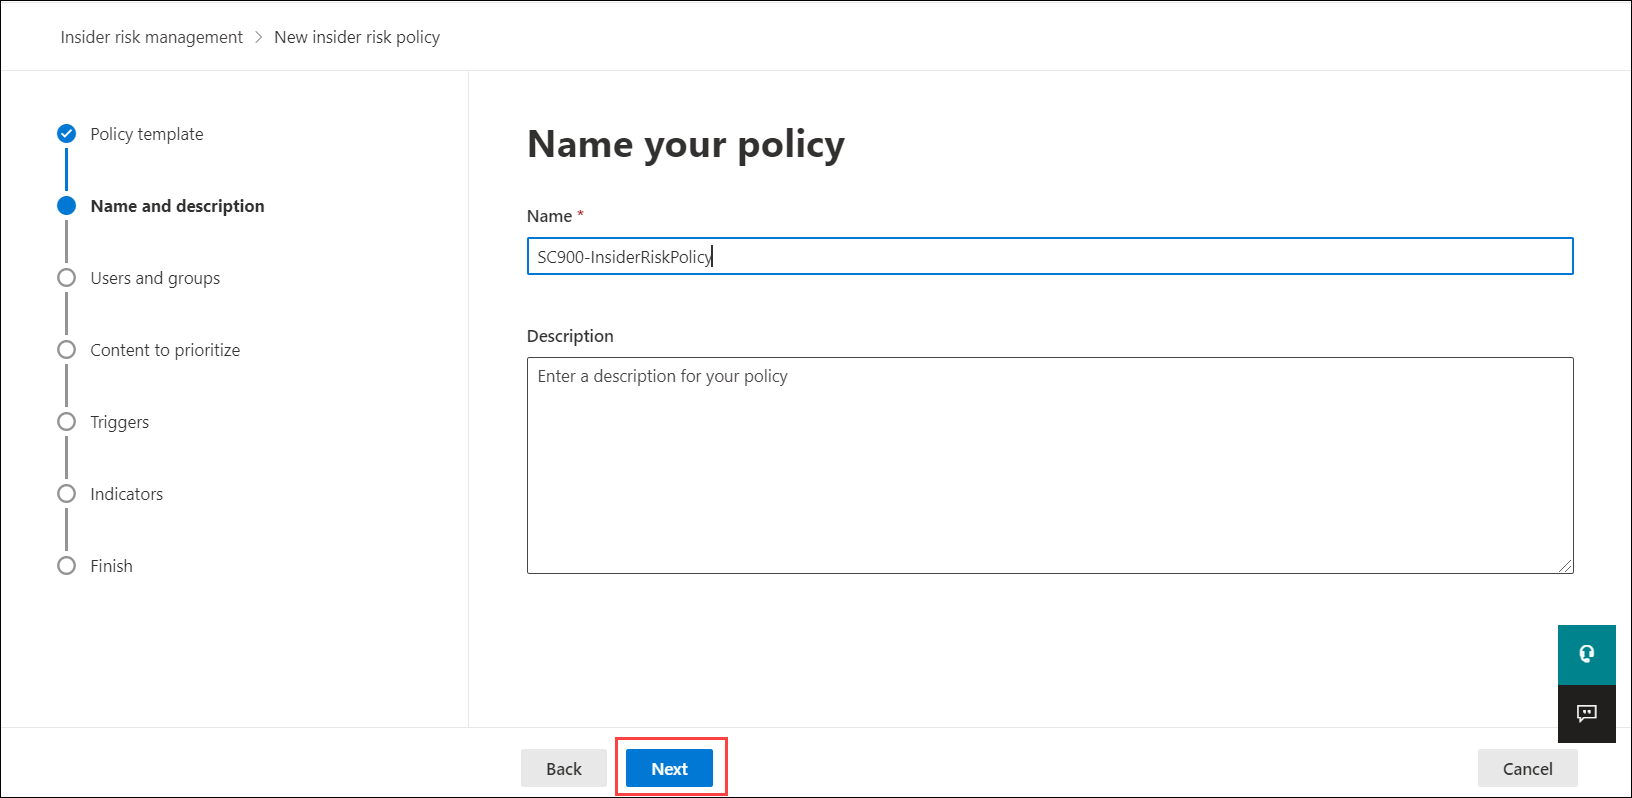 Insider risk management > New insider risk policy
Policy template
Name and description
Users and groups
Content to prioritize
Triggers
Indicators
Finish
Name your policy
Name *
SC900-InsiderRiskPolicy
Description
Enter a description for your policy
Back
Next
Cancel